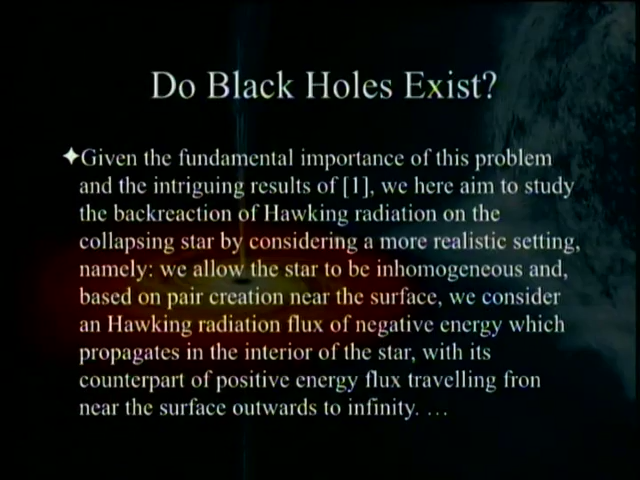 Do Black Holes Exist?
✦Given the fundamental importance of this problem
and the intriguing results of [1], we here aim to study
the backreaction of Hawking radiation on the
collapsing star by considering a more realistic setting,
namely: we allow the star to be inhomogeneous and,
based on pair creation near the surface, we consider
an Hawking radiation flux of negative energy which
propagates in the interior of the star, with its
counterpart of positive energy flux travelling fron
near the surface outwards to infinity. …